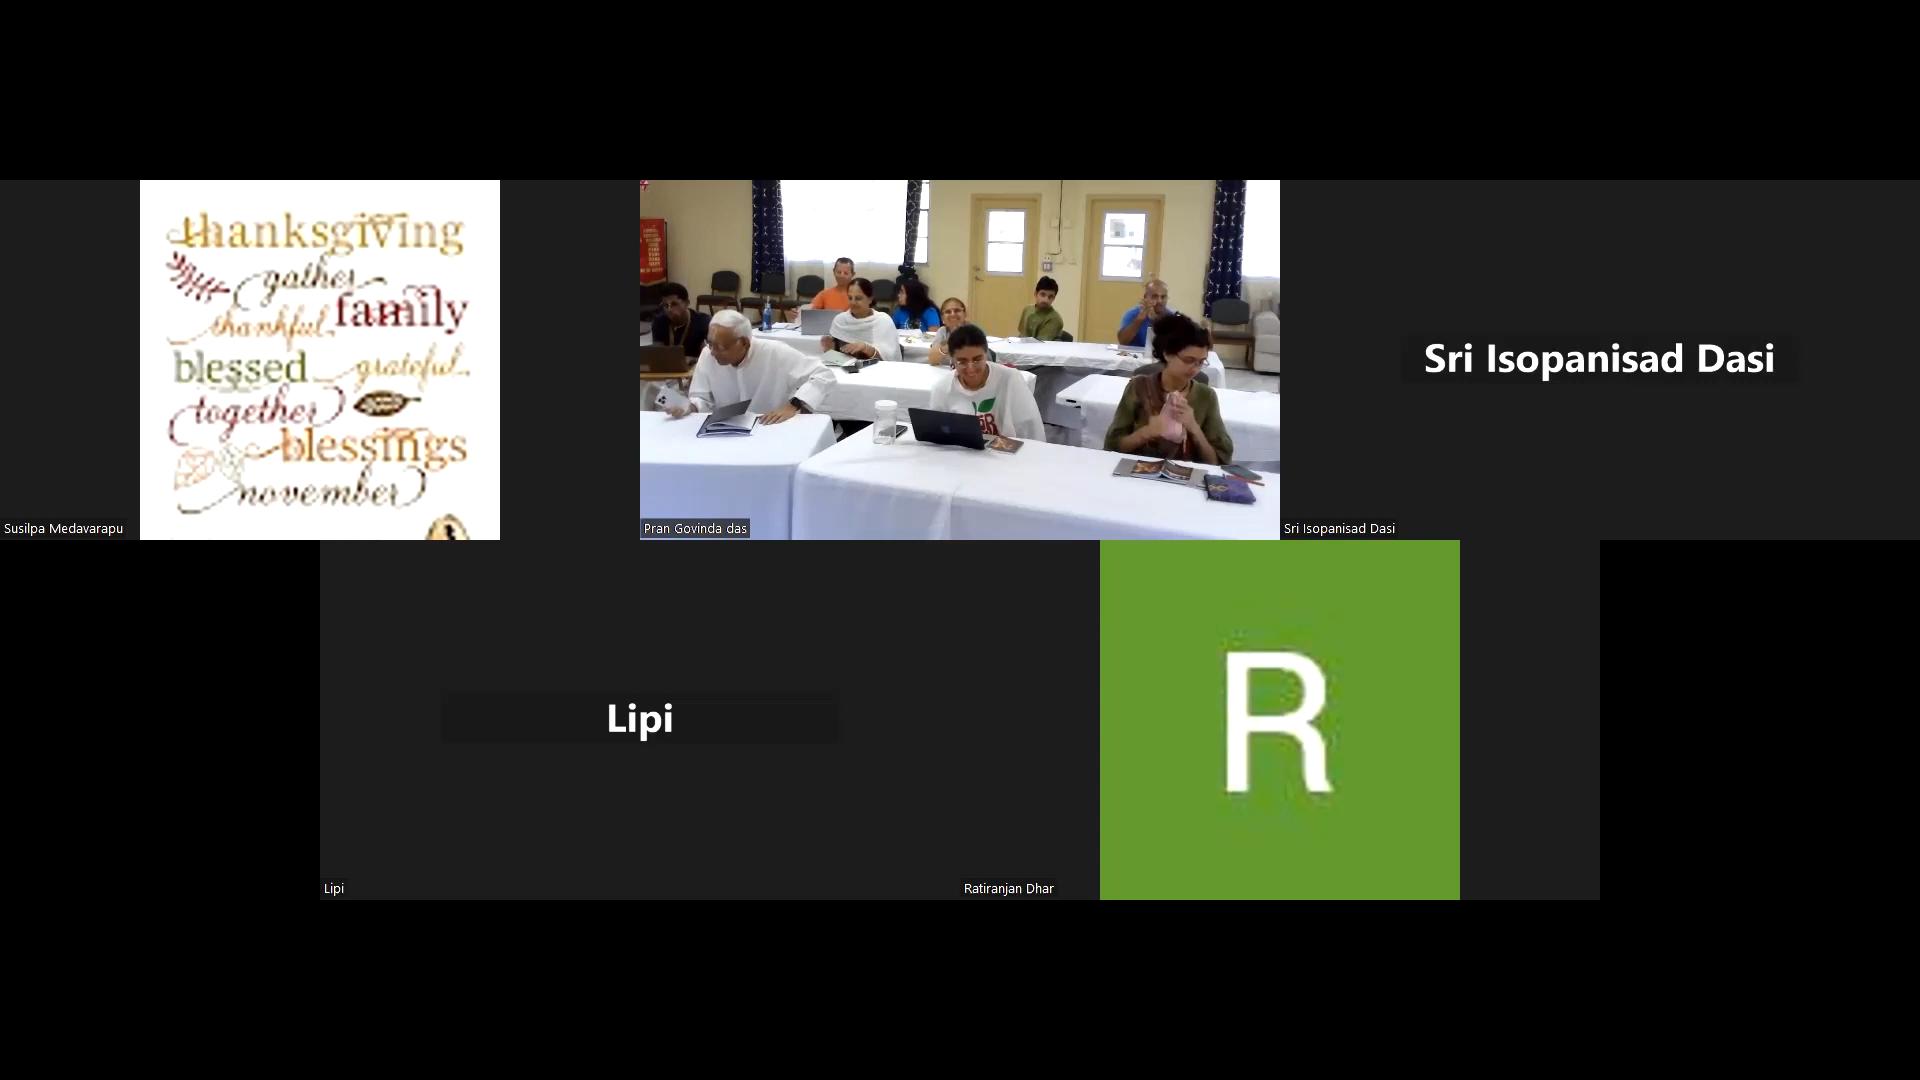 thanksgiving
gather
thankful family
blessed grateful
together
blessings
november
Susilpa Medavarapu
Pran Govinda das
Sri Isopanisad Dasi
Sri Isopanisad Dasi
Lipi
Lipi
R
Ratiranjan Dhar